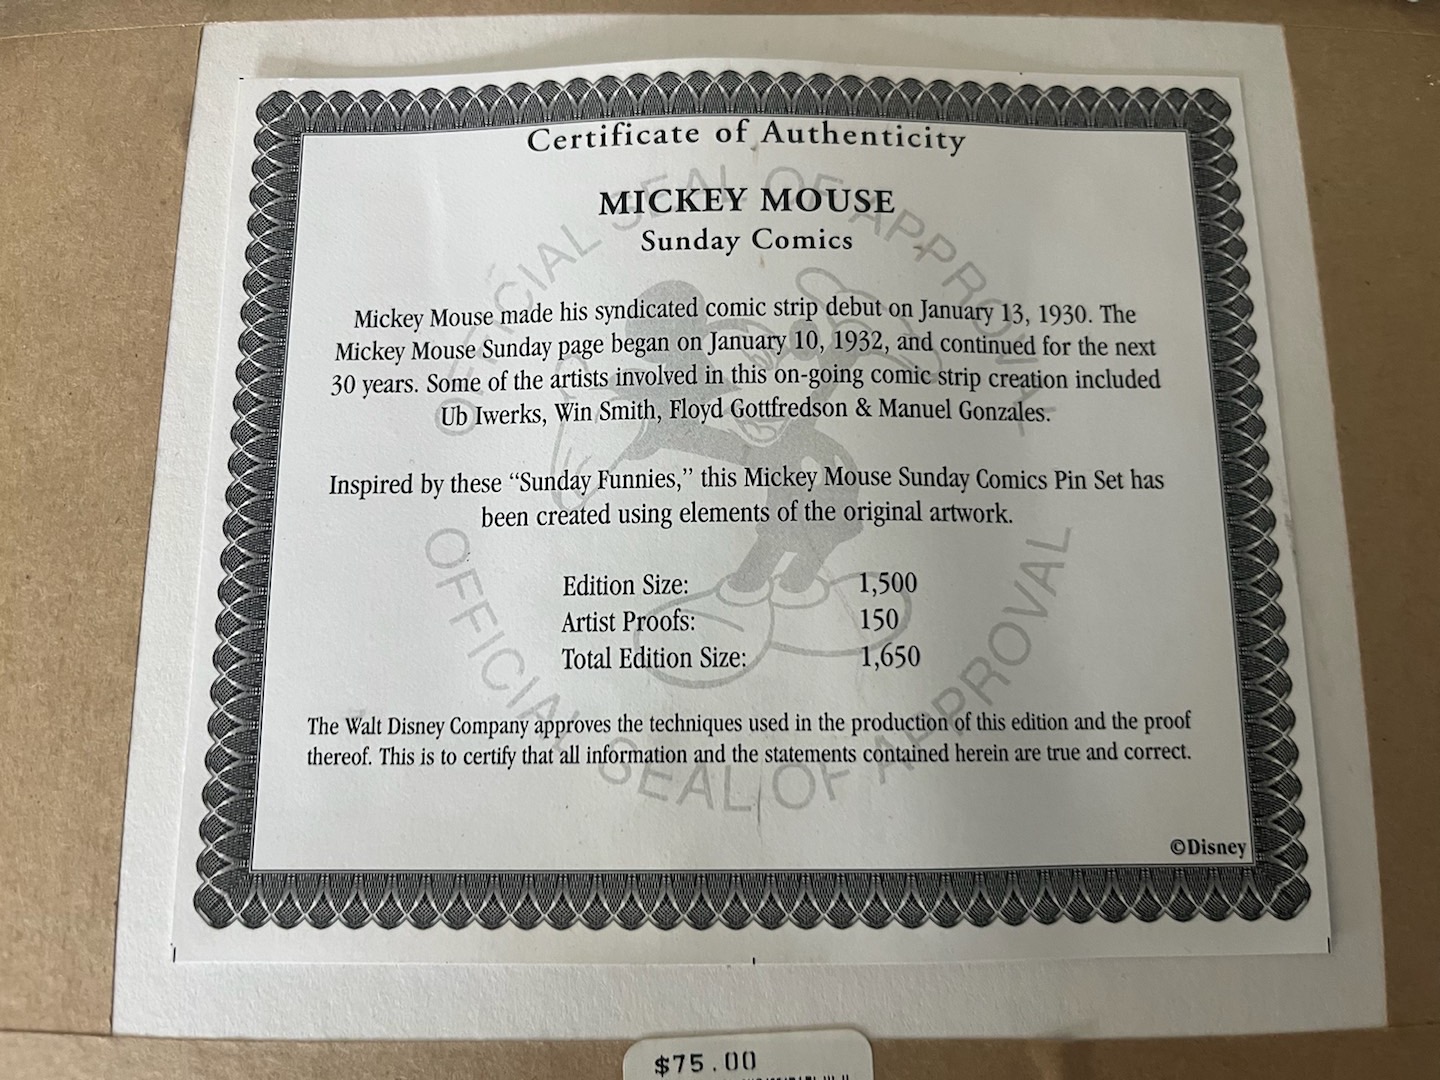 Certificate of Authenticity
MICKEY MOUSE
Sunday Comics
Mickey Mouse made his syndicated comic strip debut on January 13, 1930. The
Mickey Mouse Sunday page began on January 10, 1932, and continued for the next
30 years. Some of the artists involved in this on-going comic strip creation included
Ub Iwerks, Win Smith, Floyd Gottfredson & Manuel Gonzales.
Inspired by these “Sunday Funnies,” this Mickey Mouse Sunday Comics Pin Set has
been created using elements of the original artwork.
Edition Size: 1,500
Artist Proofs: 150
Total Edition Size: 1,650
The Walt Disney Company approves the techniques used in the production of this edition and the proof
thereof. This is to certify that all information and the statements contained herein are true and correct.
©Disney
OFFICIAL SEAL OF APPROVAL
OFFICIAL SEAL OF APPROVAL
$75.00